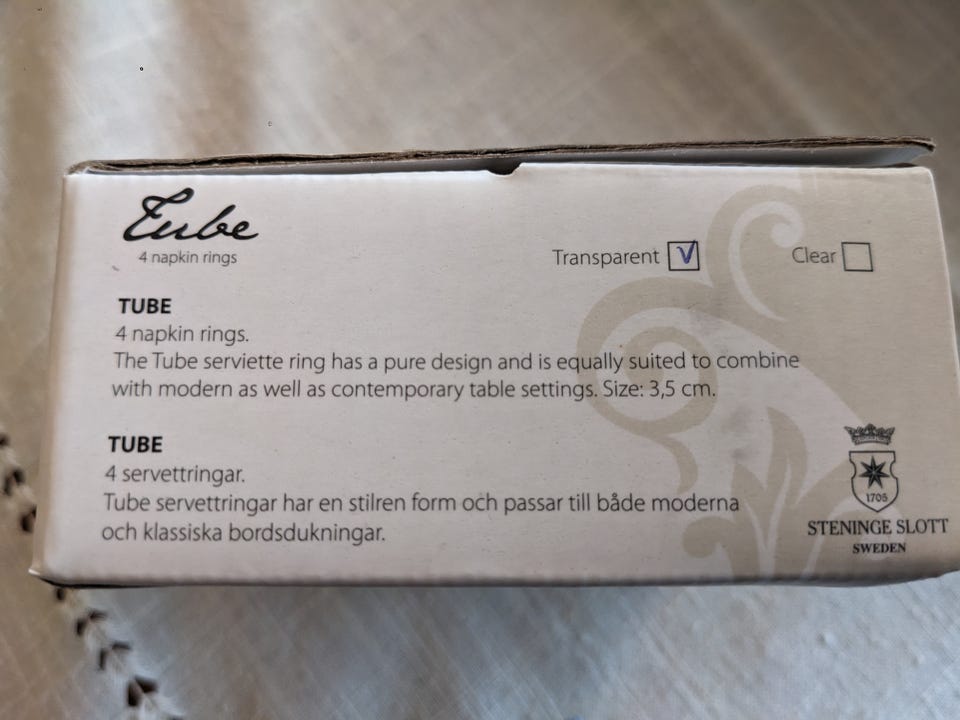 Tube
4 napkin rings
Transparent V Clear
TUBE
4 napkin rings.
The Tube serviette ring has a pure design and is equally suited to combine
with modern as well as contemporary table settings. Size: 3,5 cm.
TUBE
4 servettringar.
Tube servettringar har en stilren form och passar till både moderna
och klassiska bordsdukningar.
1705
STENINGE SLOTT
SWEDEN